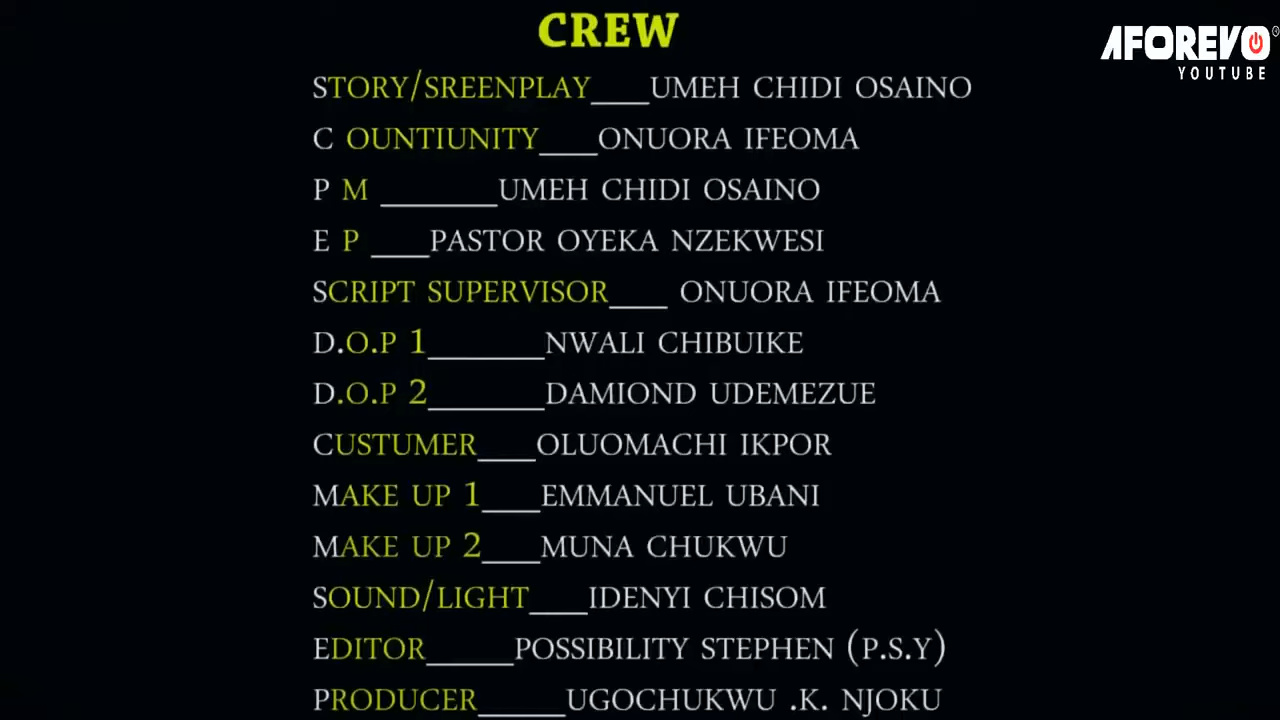 CREW
AFOREVO
YOUTUBE
STORY/SREENPLAY____UMEH CHIDI OSAINO
C OUNTIUNITY____ONUORA IFEOMA
P M ________UMEH CHIDI OSAINO
E P ____PASTOR OYEKA NZEKWESI
SCRIPT SUPERVISOR____ ONUORA IFEOMA
D.O.P 1________NWALI CHIBUIKE
D.O.P 2________DAMIOND UDEMEZUE
CUSTUMER____OLUOMACHI IKPOR
MAKE UP 1____EMMANUEL UBANI
MAKE UP 2____MUNA CHUKWU
SOUND/LIGHT____IDENYI CHISOM
EDITOR______POSSIBILITY STEPHEN (P.S.Y)
PRODUCER______UGOCHUKWU .K. NJOKU